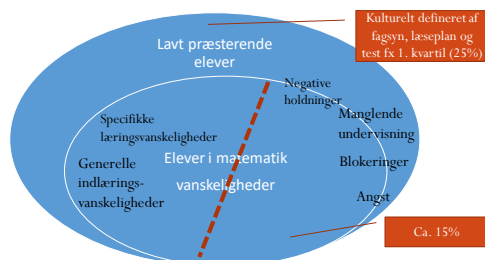 Kulturelt defineret af
fagsyn, læseplan og
test fx 1. kvartil (25%)
Lavt præsterende
elever
Negative
holdninger
Manglende
undervisning
Specifikke
læringsvanskeligheder
Elever i matematik
vanskeligheder
Generelle
indlærings-
vanskeligheder
Blokeringer
Angst
Ca. 15%